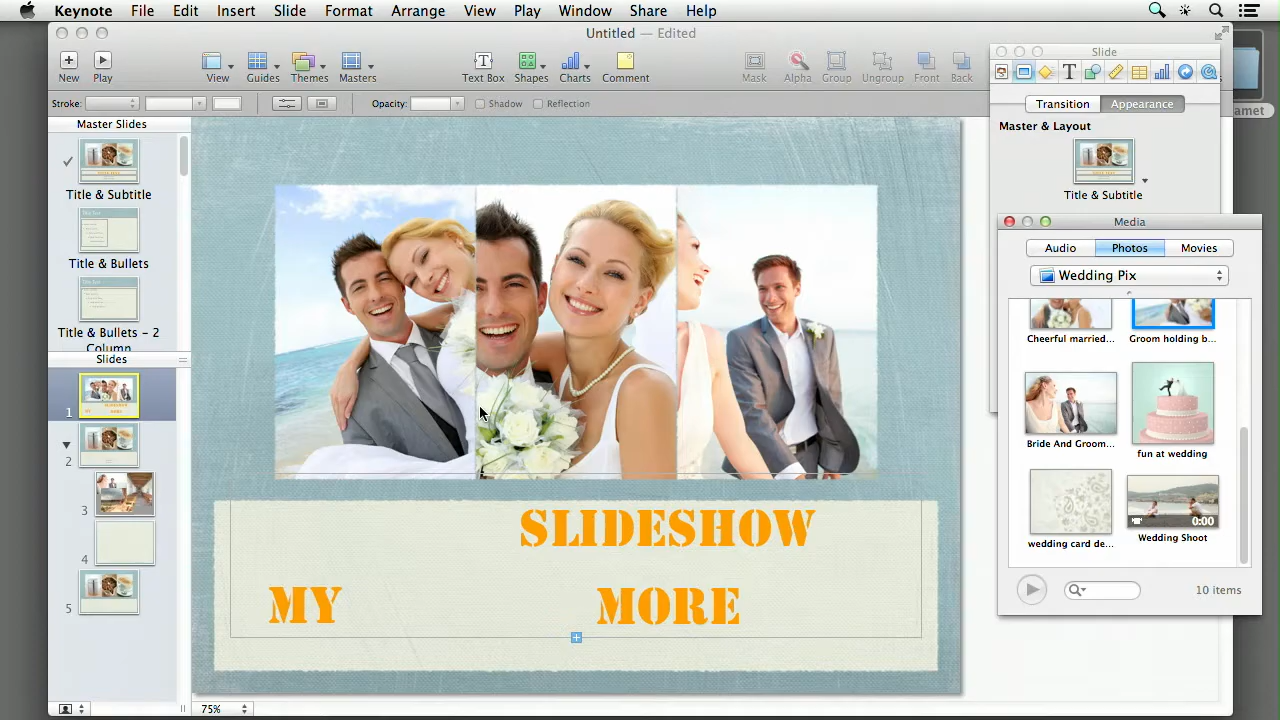 Keynote File Edit Insert Slide Format Arrange View Play Window Share Help
Untitled — Edited
New Play View Guides Themes Masters Text Box Shapes Charts Comment Mask Alpha Group Ungroup Front Back
Stroke: Opacity: Shadow Reflection
Master Slides
Title & Subtitle
Title & Bullets
Title & Bullets – 2
Column
Slides
1
2
3
4
5
SLIDESHOW
MY MORE
75%
Slide
Transition Appearance
Master & Layout
Title & Subtitle
Media
Audio Photos Movies
Wedding Pix
Cheerful married... Groom holding b...
Bride And Groom... fun at wedding
wedding card de... Wedding Shoot
0:00
10 items
amet